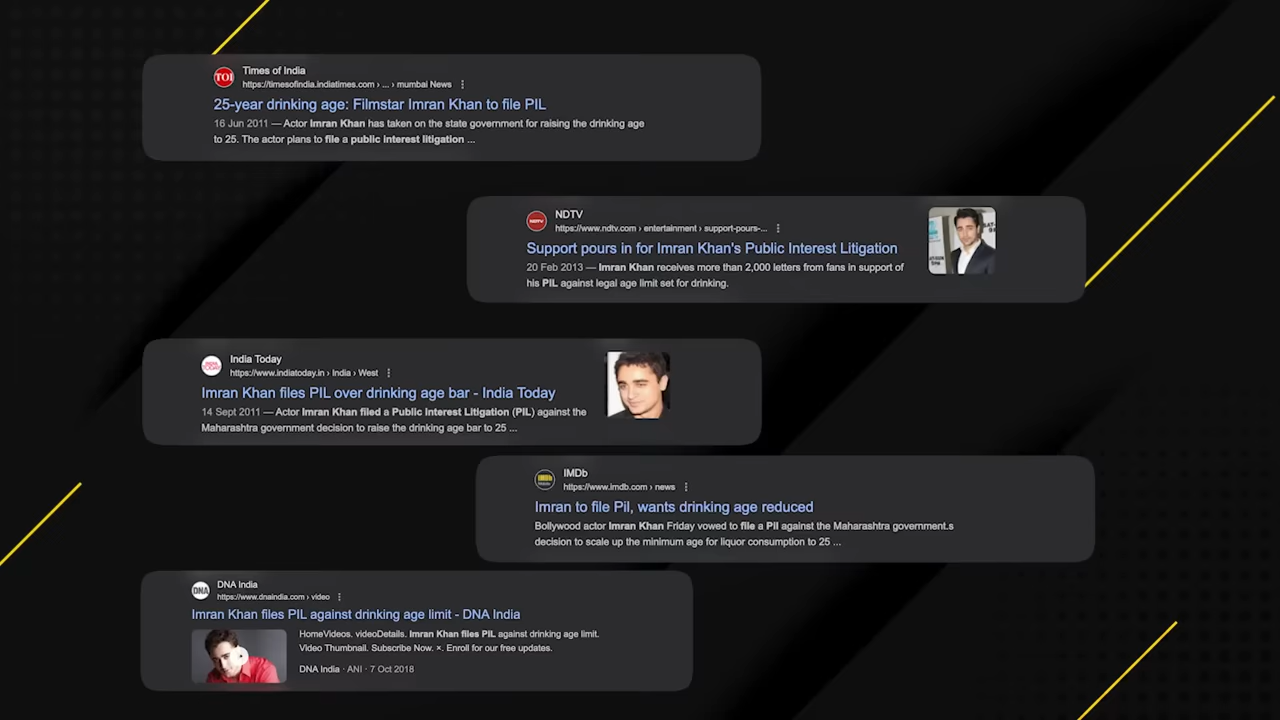 TOI
Times of India
https://timesofindia.indiatimes.com › ... › mumbai News
25-year drinking age: Filmstar Imran Khan to file PIL
16 Jun 2011 — Actor Imran Khan has taken on the state government for raising the drinking age
to 25. The actor plans to file a public interest litigation ...
NDTV
NDTV
https://www.ndtv.com › entertainment › support-pours-...
Support pours in for Imran Khan's Public Interest Litigation
20 Feb 2013 — Imran Khan receives more than 2,000 letters from fans in support of
his PIL against legal age limit set for drinking.
INDIA TODAY
India Today
https://www.indiatoday.in › India › West
Imran Khan files PIL over drinking age bar - India Today
14 Sept 2011 — Actor Imran Khan filed a Public Interest Litigation (PIL) against the
Maharashtra government decision to raise the drinking age bar to 25 ...
IMDb
https://www.imdb.com › news
Imran to file Pil, wants drinking age reduced
Bollywood actor Imran Khan Friday vowed to file a Pil against the Maharashtra government.s
decision to scale up the minimum age for liquor consumption to 25 ...
DNA
DNA India
https://www.dnaindia.com › video
Imran Khan files PIL against drinking age limit - DNA India
HomeVideos. videoDetails. Imran Khan files PIL against drinking age limit.
Video Thumbnail. Subscribe Now. ×. Enroll for our free updates.
DNA India · ANI · 7 Oct 2018